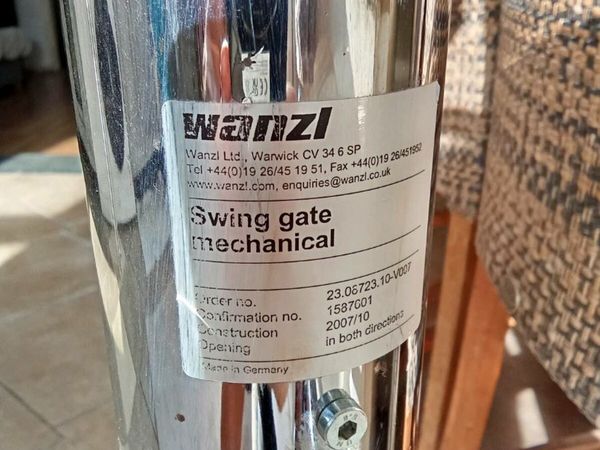 wanzl
Wanzl Ltd., Warwick CV 34 6 SP
Tel +44(0)19 26/45 19 51, Fax +44(0)19 26/451952
www.wanzl.com, enquiries@wanzl.co.uk
Swing gate
mechanical
Order no. 23.08723.10-V007
Confirmation no. 1587601
Construction 2007/10
Opening in both directions
Made in Germany